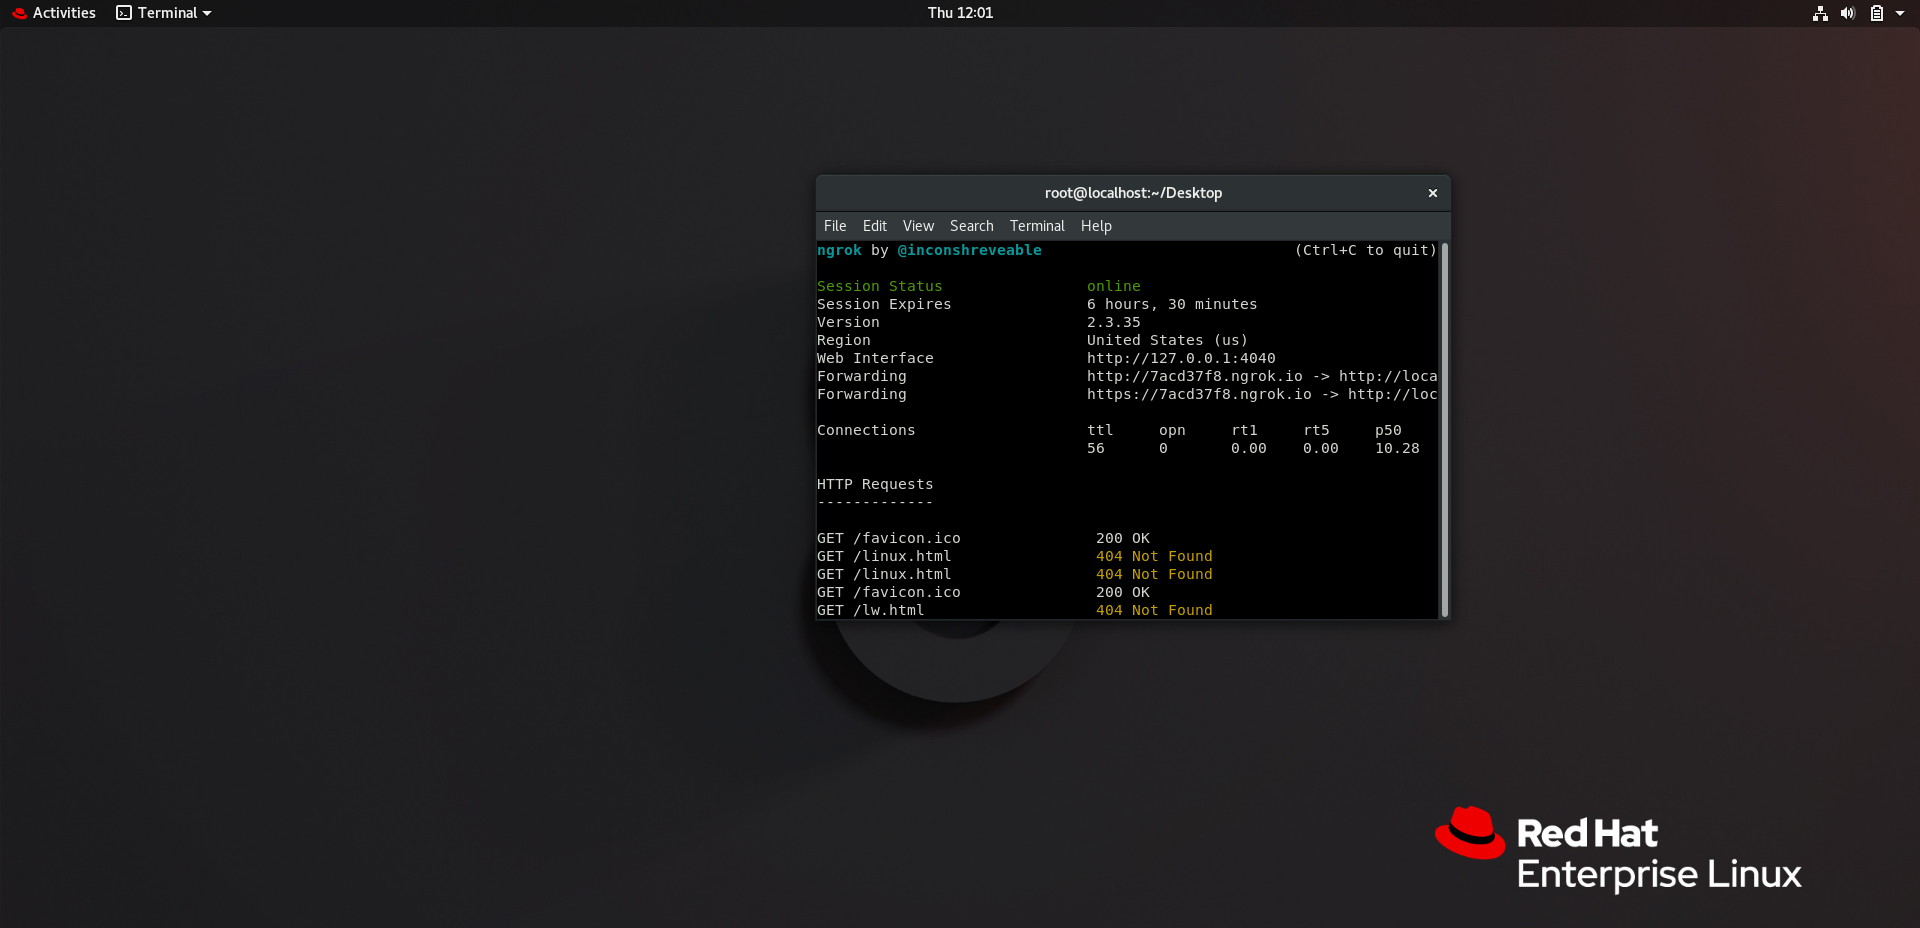 Activities Terminal Thu 12:01
root@localhost:~/Desktop
File Edit View Search Terminal Help
ngrok by @inconshreveable (Ctrl+C to quit)
Session Status online
Session Expires 6 hours, 30 minutes
Version 2.3.35
Region United States (us)
Web Interface http://127.0.0.1:4040
Forwarding http://7acd37f8.ngrok.io -> http://loca
Forwarding https://7acd37f8.ngrok.io -> http://loc
Connections ttl opn rt1 rt5 p50
56 0 0.00 0.00 10.28
HTTP Requests
-------------
GET /favicon.ico 200 OK
GET /linux.html 404 Not Found
GET /linux.html 404 Not Found
GET /favicon.ico 200 OK
GET /lw.html 404 Not Found
Red Hat
Enterprise Linux